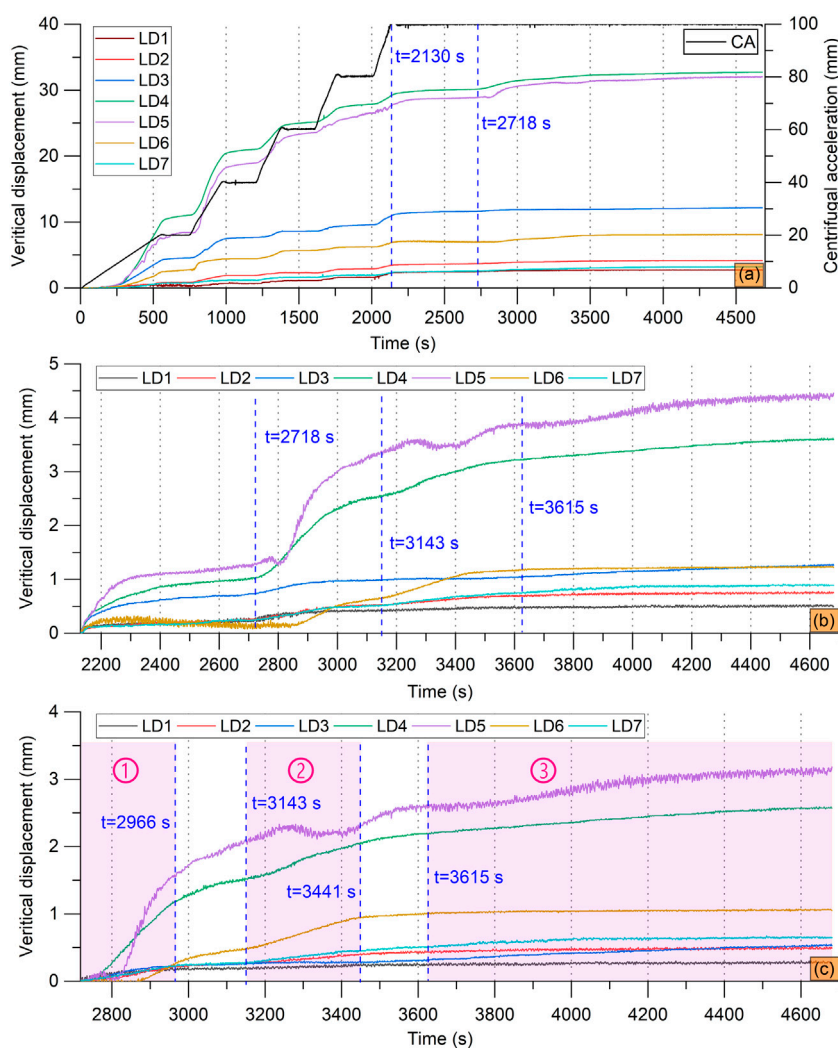 LD1
LD2
LD3
LD4
LD5
LD6
LD7
CA
t=2130 s
t=2718 s
(a)
Veritical displacement (mm)
Centrifugal acceleration (mm)
40
30
20
10
0
100
80
60
40
20
0
0 500 1000 1500 2000 2500 3000 3500 4000 4500
Time (s)
LD1 LD2 LD3 LD4 LD5 LD6 LD7
t=2718 s
t=3143 s
t=3615 s
(b)
Veritical displacement (mm)
5
4
3
2
1
0
2200 2400 2600 2800 3000 3200 3400 3600 3800 4000 4200 4400 4600
Time (s)
LD1 LD2 LD3 LD4 LD5 LD6 LD7
① ② ③
t=2966 s
t=3143 s
t=3441 s
t=3615 s
(c)
Veritical displacement (mm)
4
3
2
1
0
2800 3000 3200 3400 3600 3800 4000 4200 4400 4600
Time (s)